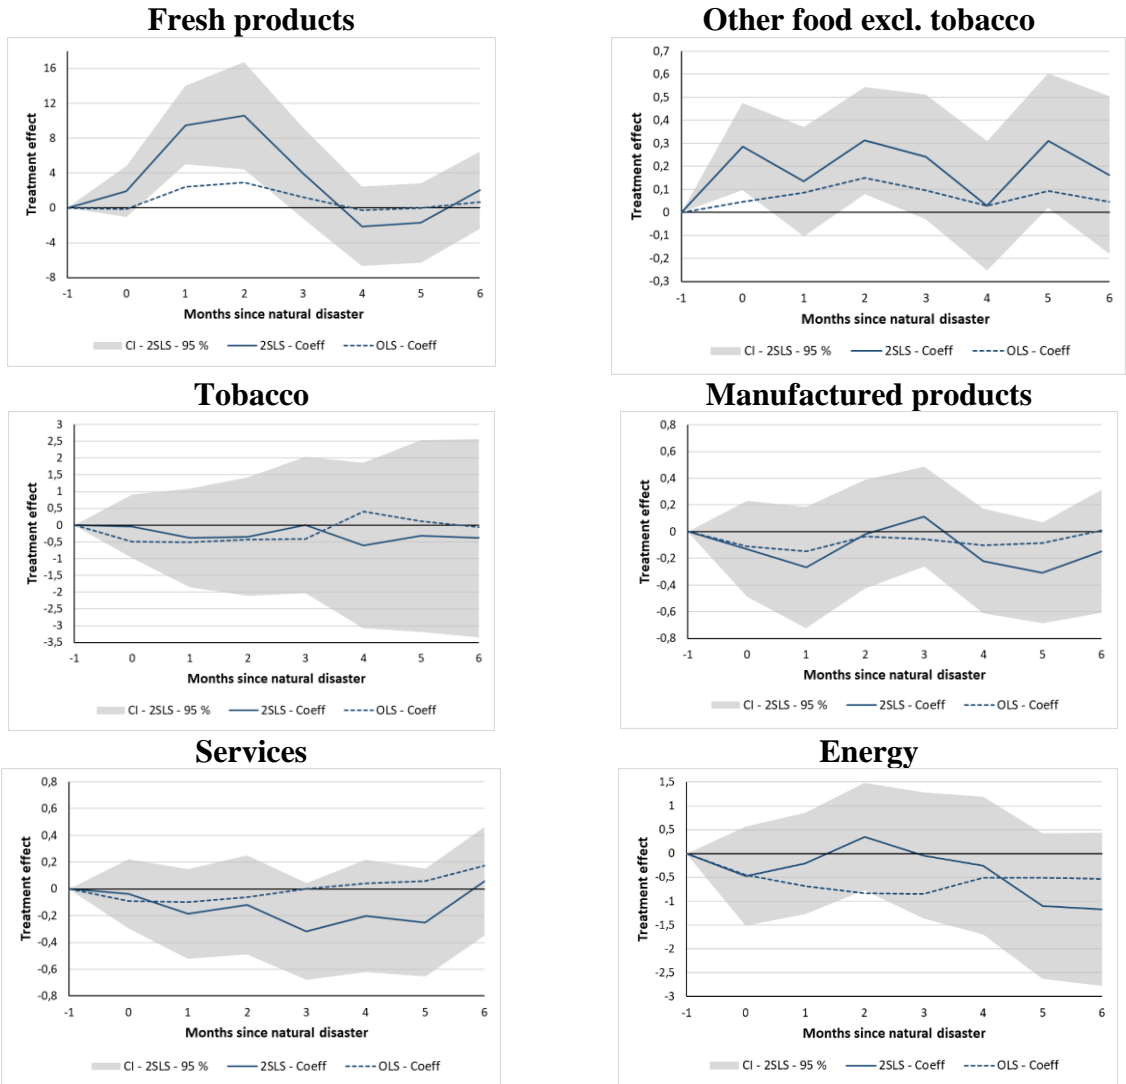 Fresh products
16
12
8
4
0
-4
-8
Treatment effect
-1 0 1 2 3 4 5 6
Months since natural disaster
CI - 2SLS - 95 % 2SLS - Coeff OLS - Coeff
Other food excl. tobacco
0,7
0,6
0,5
0,4
0,3
0,2
0,1
0
-0,1
-0,2
-0,3
Treatment effect
-1 0 1 2 3 4 5 6
Months since natural disaster
CI - 2SLS - 95 % 2SLS - Coeff OLS - Coeff
Tobacco
3
2,5
2
1,5
1
0,5
0
-0,5
-1
-1,5
-2
-2,5
-3
-3,5
Treatment effect
-1 0 1 2 3 4 5 6
Months since natural disaster
CI - 2SLS - 95 % 2SLS - Coeff OLS - Coeff
Manufactured products
0,8
0,6
0,4
0,2
0
-0,2
-0,4
-0,6
-0,8
Treatment effect
-1 0 1 2 3 4 5 6
Months since natural disaster
CI - 2SLS - 95 % 2SLS - Coeff OLS - Coeff
Services
0,8
0,6
0,4
0,2
0
-0,2
-0,4
-0,6
-0,8
Treatment effect
-1 0 1 2 3 4 5 6
Months since natural disaster
CI - 2SLS - 95 % 2SLS - Coeff OLS - Coeff
Energy
1,5
1
0,5
0
-0,5
-1
-1,5
-2
-2,5
-3
Treatment effect
-1 0 1 2 3 4 5 6
Months since natural disaster
CI - 2SLS - 95 % 2SLS - Coeff OLS - Coeff